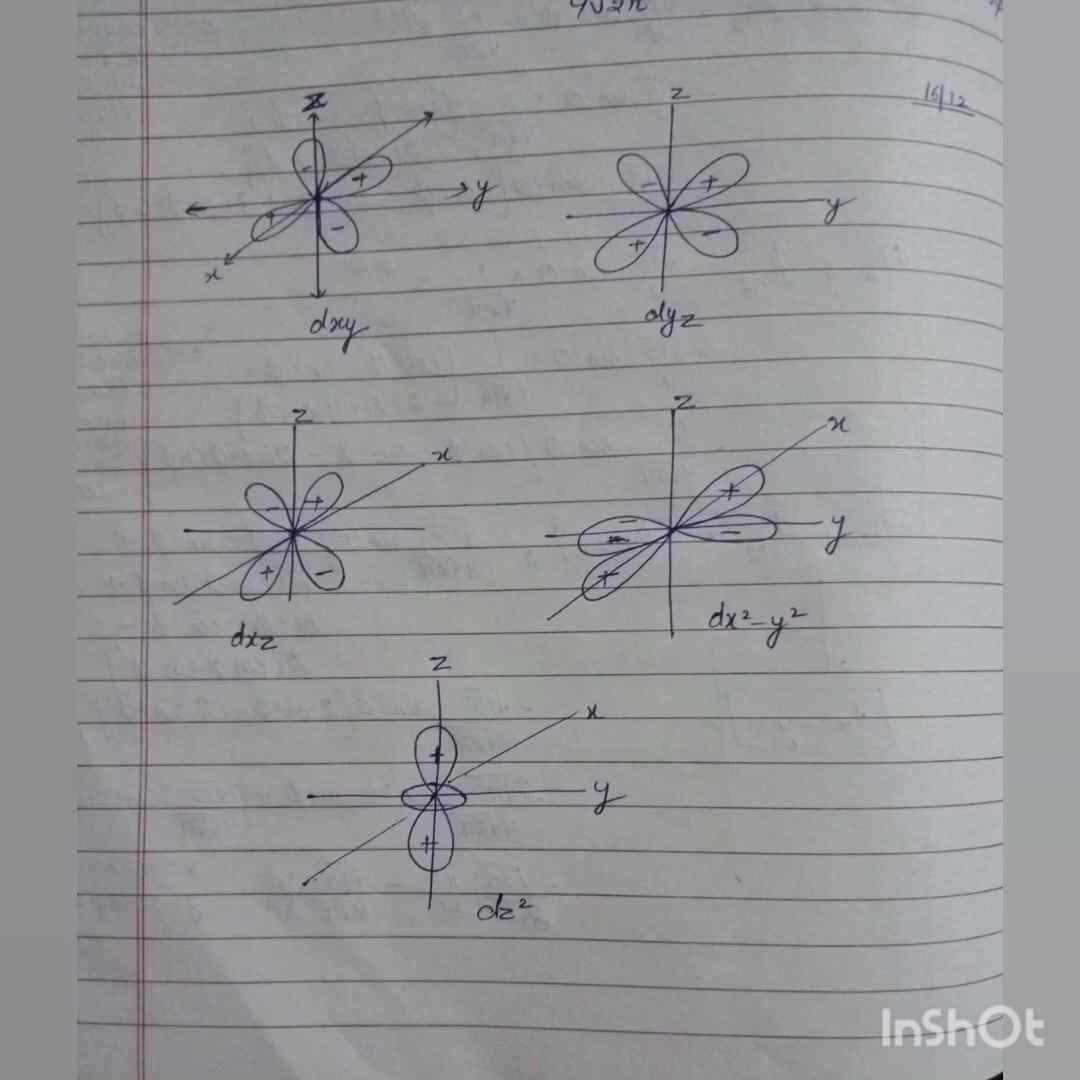 16/12
z z
- + y
+ -
x
dxy
- + y
+ -
dyz
z
x
- +
+ -
dxz
z
x
+
- - y
+
dx²-y²
z
x
+
y
+
dz²
InShOt